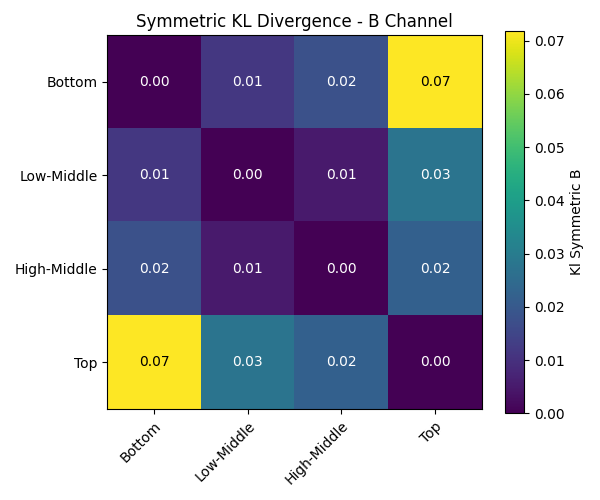 Symmetric KL Divergence - B Channel
Bottom
0.00 0.01 0.02 0.07
Low-Middle
0.01 0.00 0.01 0.03
High-Middle
0.02 0.01 0.00 0.02
Top
0.07 0.03 0.02 0.00
Bottom
Low-Middle
High-Middle
Top
0.07
0.06
0.05
0.04
0.03
0.02
0.01
0.00
Kl Symmetric B